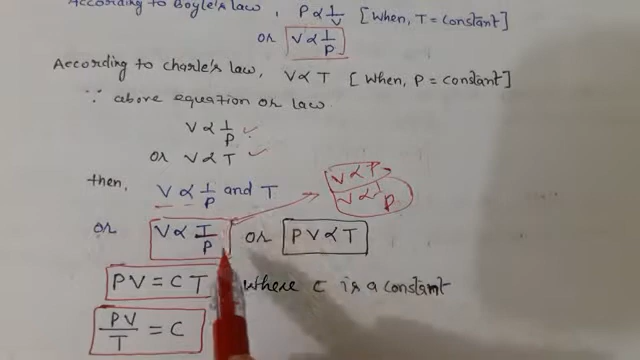 According to Boyle's law, P ∝ 1/V [When, T = Constant]
or V ∝ 1/P
According to charle's law, V ∝ T [When, P = Constant]
∵ above equation or law
V ∝ 1/P ✓
or V ∝ T ✓
then, V ∝ 1/P and T
V ∝ T
V ∝ 1/P
or V ∝ T/P or PV ∝ T
PV = CT where C is a constant
PV/T = C